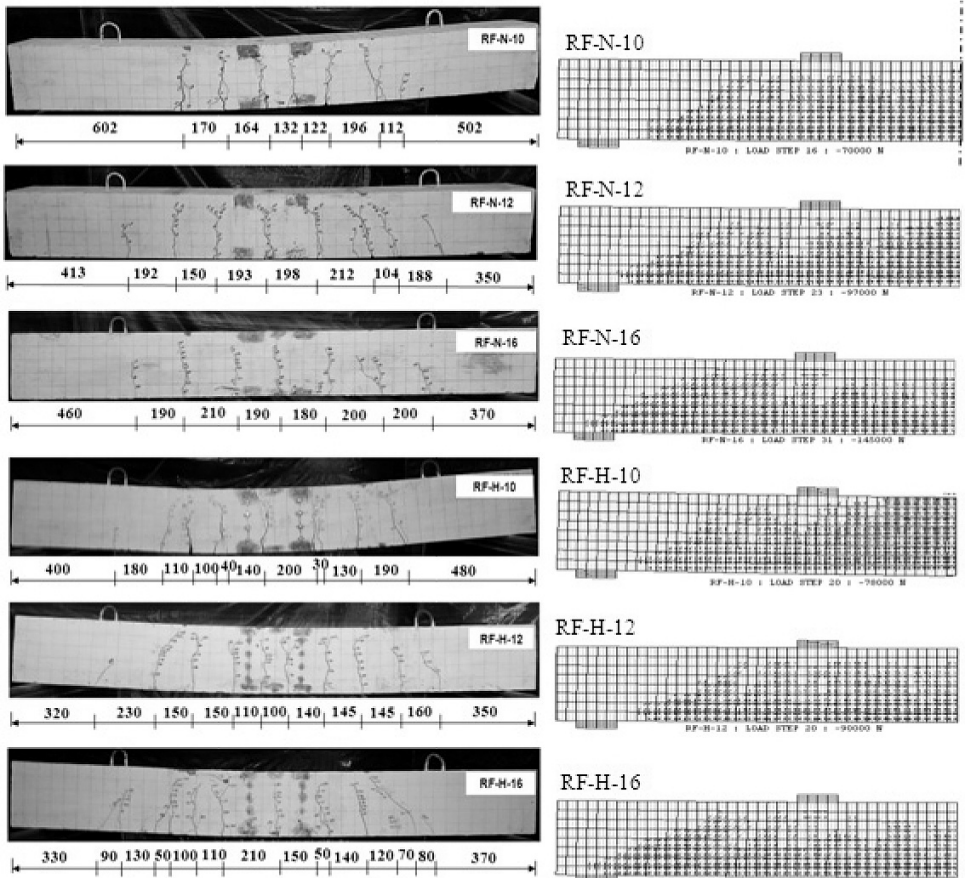 RF-N-10
602 170 164 132 122 196 112 502
RF-N-10
RF-N-10 : LOAD STEP 16 : -70000 N
RF-N-12
413 192 150 193 198 212 104 188 350
RF-N-12
RF-N-12 : LOAD STEP 23 : -97000 N
RF-N-16
460 190 210 190 180 200 200 370
RF-N-16
RF-N-16 : LOAD STEP 31 : -145000 N
RF-H-10
400 180 110 100 40 140 200 30 130 190 480
RF-H-10
RF-H-10 : LOAD STEP 20 : -78000 N
RF-H-12
320 230 150 150 110 100 140 145 145 160 350
RF-H-12
RF-H-12 : LOAD STEP 20 : -90000 N
RF-H-16
330 90 130 50 100 110 210 150 50 140 120 70 80 370
RF-H-16